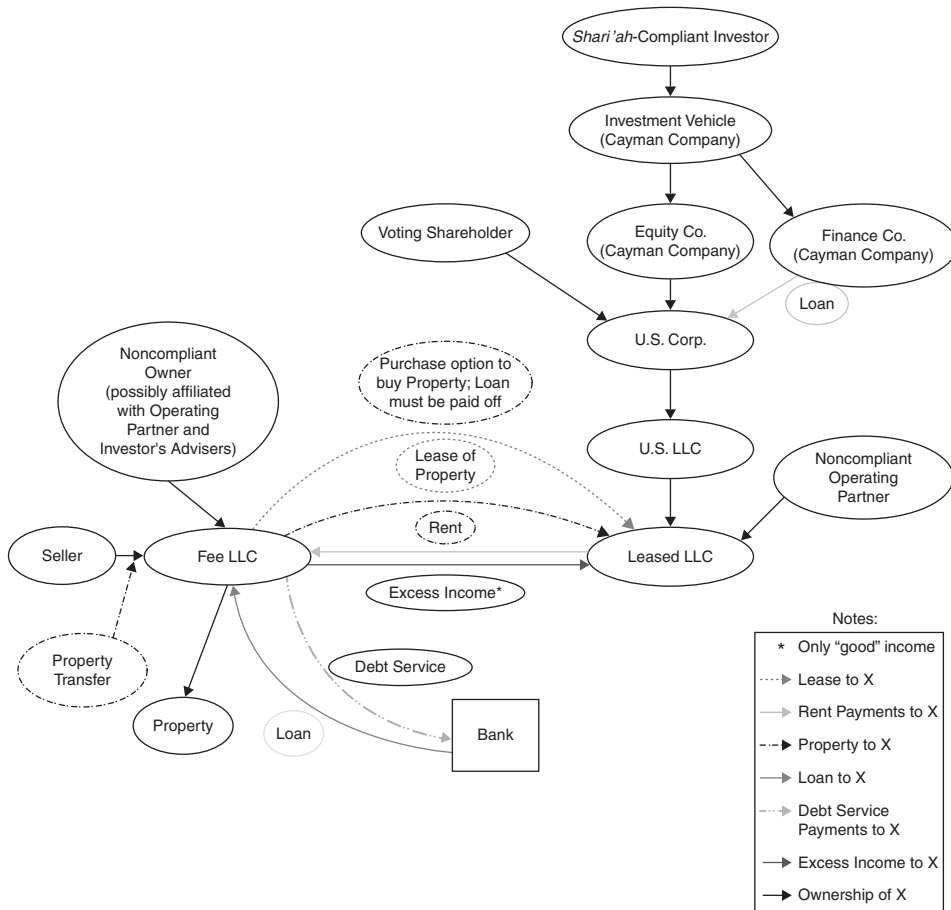 Shari'ah-Compliant Investor
Investment Vehicle
(Cayman Company)
Voting Shareholder
Equity Co.
(Cayman Company)
Finance Co.
(Cayman Company)
Loan
U.S. Corp.
Noncompliant
Owner
(possibly affiliated
with Operating
Partner and
Investor's Advisers)
Purchase option to
buy Property; Loan
must be paid off
U.S. LLC
Lease of
Property
Noncompliant
Operating
Partner
Rent
Seller
Fee LLC
Leased LLC
Excess Income*
Property
Transfer
Debt Service
Property
Loan
Bank
Notes:
* Only “good” income
Lease to X
Rent Payments to X
Property to X
Loan to X
Debt Service
Payments to X
Excess Income to X
Ownership of X